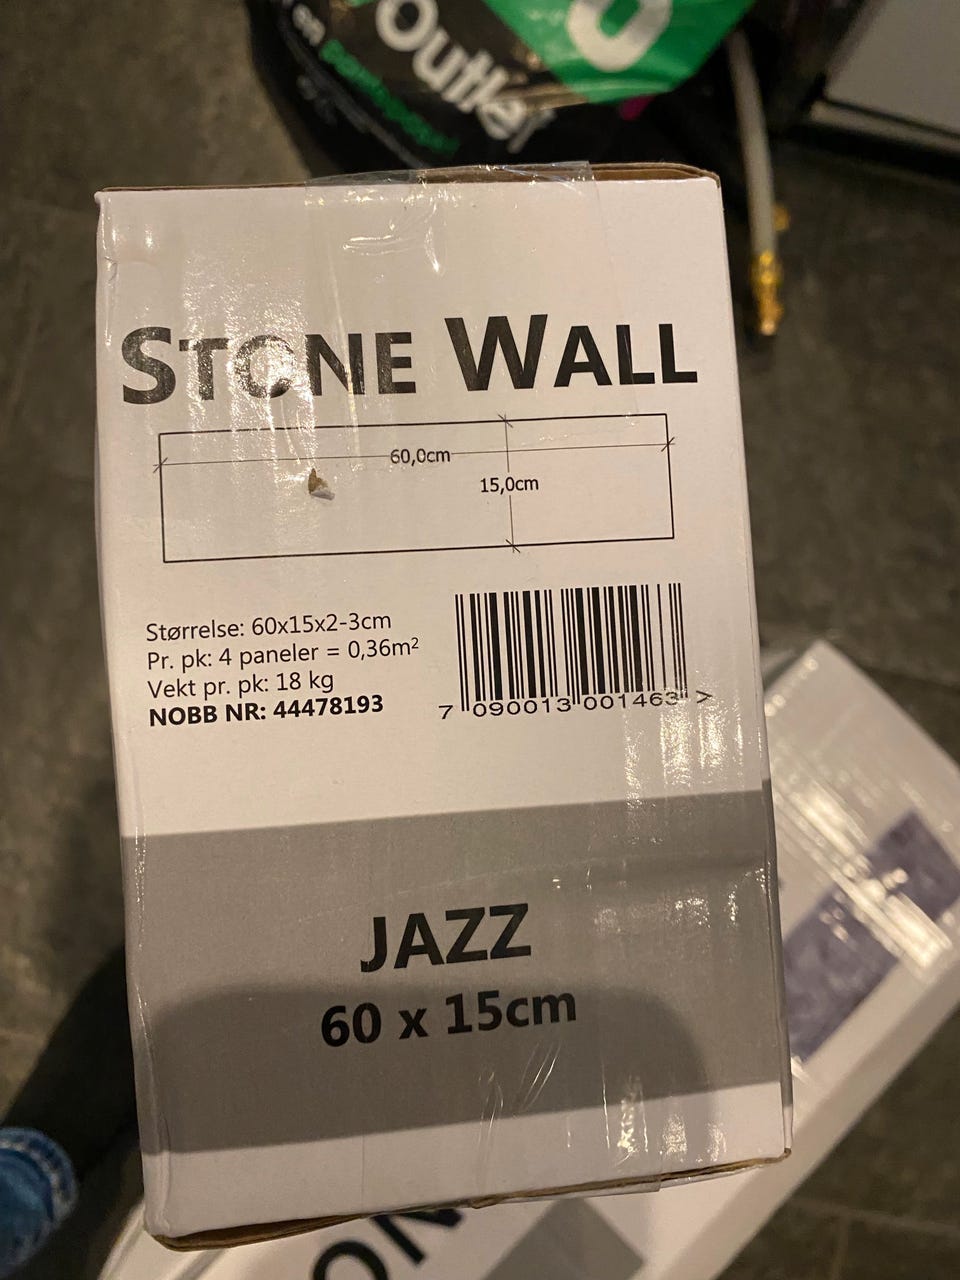 Outlet
STONE WALL
60,0cm
15,0cm
Størrelse: 60x15x2-3cm
Pr. pk: 4 paneler = 0,36m²
Vekt pr. pk: 18 kg
NOBB NR: 44478193
7 090013 001463 >
JAZZ
60 x 15cm